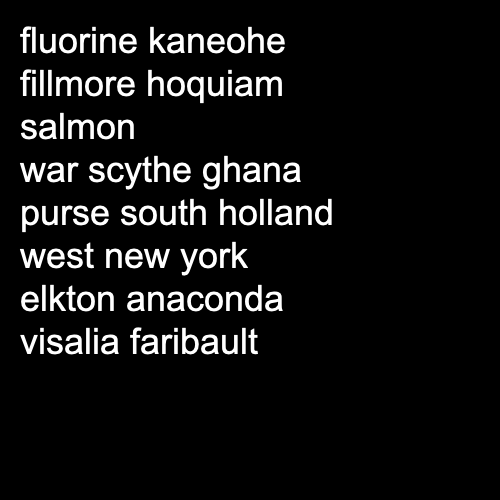 fluorine kaneohe
fillmore hoquiam
salmon
war scythe ghana
purse south holland
west new york
elkton anaconda
visalia faribault